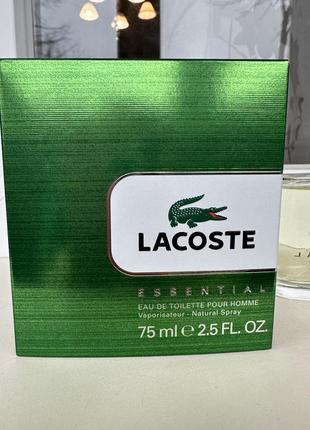 LACOSTE
ESSENTIAL
EAU DE TOILETTE POUR HOMME
Vaporisateur - Natural Spray
75 ml ℮ 2.5 FL. OZ.